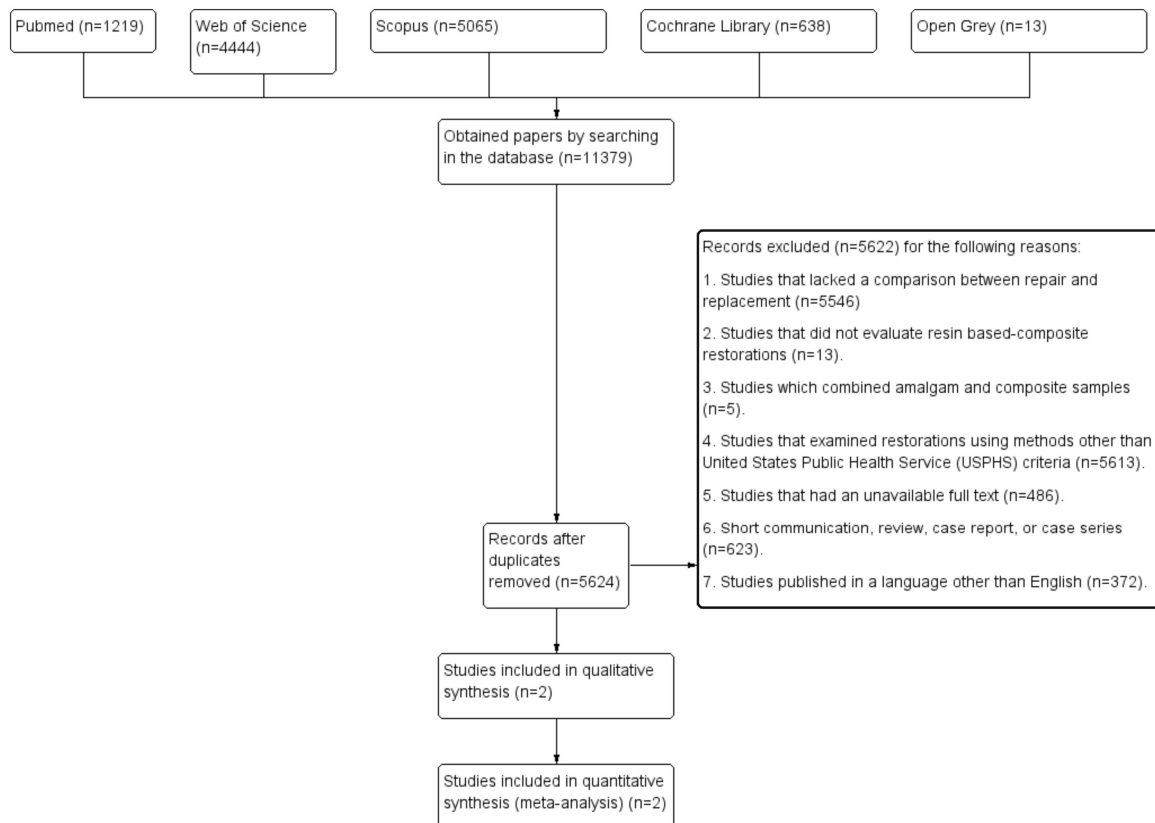 Pubmed (n=1219)
Web of Science
(n=4444)
Scopus (n=5065)
Cochrane Library (n=638)
Open Grey (n=13)
Obtained papers by searching
in the database (n=11379)
Records excluded (n=5622) for the following reasons:
1. Studies that lacked a comparison between repair and
replacement (n=5546)
2. Studies that did not evaluate resin based-composite
restorations (n=13).
3. Studies which combined amalgam and composite samples
(n=5).
4. Studies that examined restorations using methods other than
United States Public Health Service (USPHS) criteria (n=5613).
5. Studies that had an unavailable full text (n=486).
6. Short communication, review, case report, or case series
(n=623).
7. Studies published in a language other than English (n=372).
Records after
duplicates
removed (n=5624)
Studies included in qualitative
synthesis (n=2)
Studies included in quantitative
synthesis (meta-analysis) (n=2)